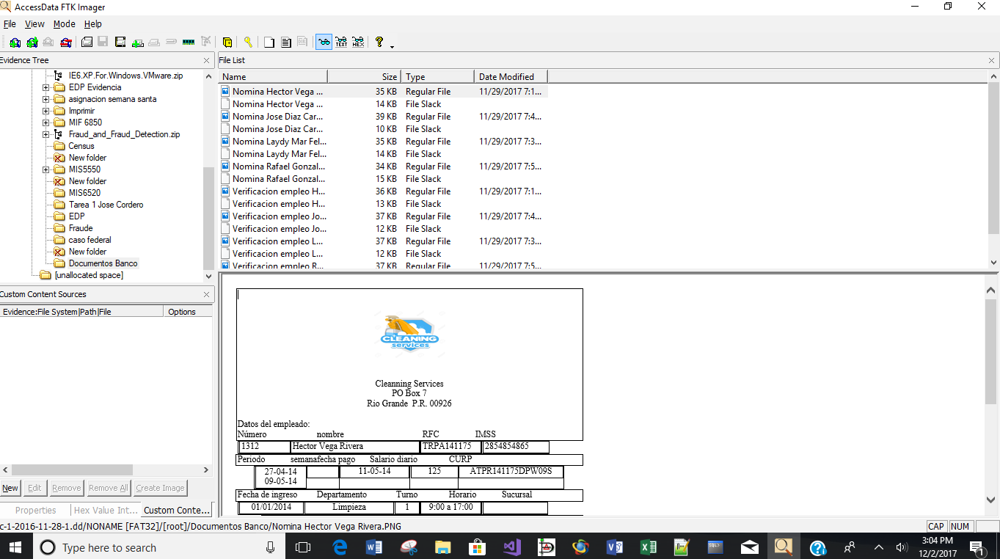 AccessData FTK Imager
File View Mode Help
TEXT HEX
Evidence Tree
IE6.XP.For.Windows.VMware.zip
EDP Evidencia
asignacion semana santa
Imprimir
MIF 6850
Fraud_and_Fraud_Detection.zip
Census
New folder
MIS5550
New folder
MIS6520
Tarea 1 Jose Cordero
EDP
Fraude
caso federal
New folder
Documentos Banco
[unallocated space]
Custom Content Sources
Evidence:File System|Path|File Options
New Edit Remove Remove All Create Image
Properties Hex Value Int... Custom Conte...
File List
Name Size Type Date Modified
Nomina Hector Vega ... 35 KB Regular File 11/29/2017 7:1...
Nomina Hector Vega ... 14 KB File Slack
Nomina Jose Diaz Car... 39 KB Regular File 11/29/2017 7:4...
Nomina Jose Diaz Car... 10 KB File Slack
Nomina Laydy Mar Fel... 35 KB Regular File 11/29/2017 7:3...
Nomina Laydy Mar Fel... 14 KB File Slack
Nomina Rafael Gonzal... 34 KB Regular File 11/29/2017 7:5...
Nomina Rafael Gonzal... 15 KB File Slack
Verificacion empleo H... 36 KB Regular File 11/29/2017 7:1...
Verificacion empleo H... 13 KB File Slack
Verificacion empleo Jo... 37 KB Regular File 11/29/2017 7:4...
Verificacion empleo Jo... 12 KB File Slack
Verificacion empleo L... 37 KB Regular File 11/29/2017 7:3...
Verificacion empleo L... 12 KB File Slack
Verificacion empleo R... 37 KB Regular File 11/29/2017 7:5...
CLEANING
services
Cleanning Services
PO Box 7
Rio Grande P.R. 00926
Datos del empleado:
Número nombre RFC IMSS
1312 Hector Vega Rivera TRPA141175 2854854865
Periodo semanafecha pago Salario diario CURP
27-04-14 11-05-14 125 ATPR141175DPW09S
09-05-14
Fecha de ingreso Departamento Turno Horario Sucursal
01/01/2014 Limpieza 1 9:00 a 17:00
c-1-2016-11-28-1.dd/NONAME [FAT32]/[root]/Documentos Banco/Nomina Hector Vega Rivera.PNG
CAP NUM
Type here to search
3:04 PM
12/2/2017
1